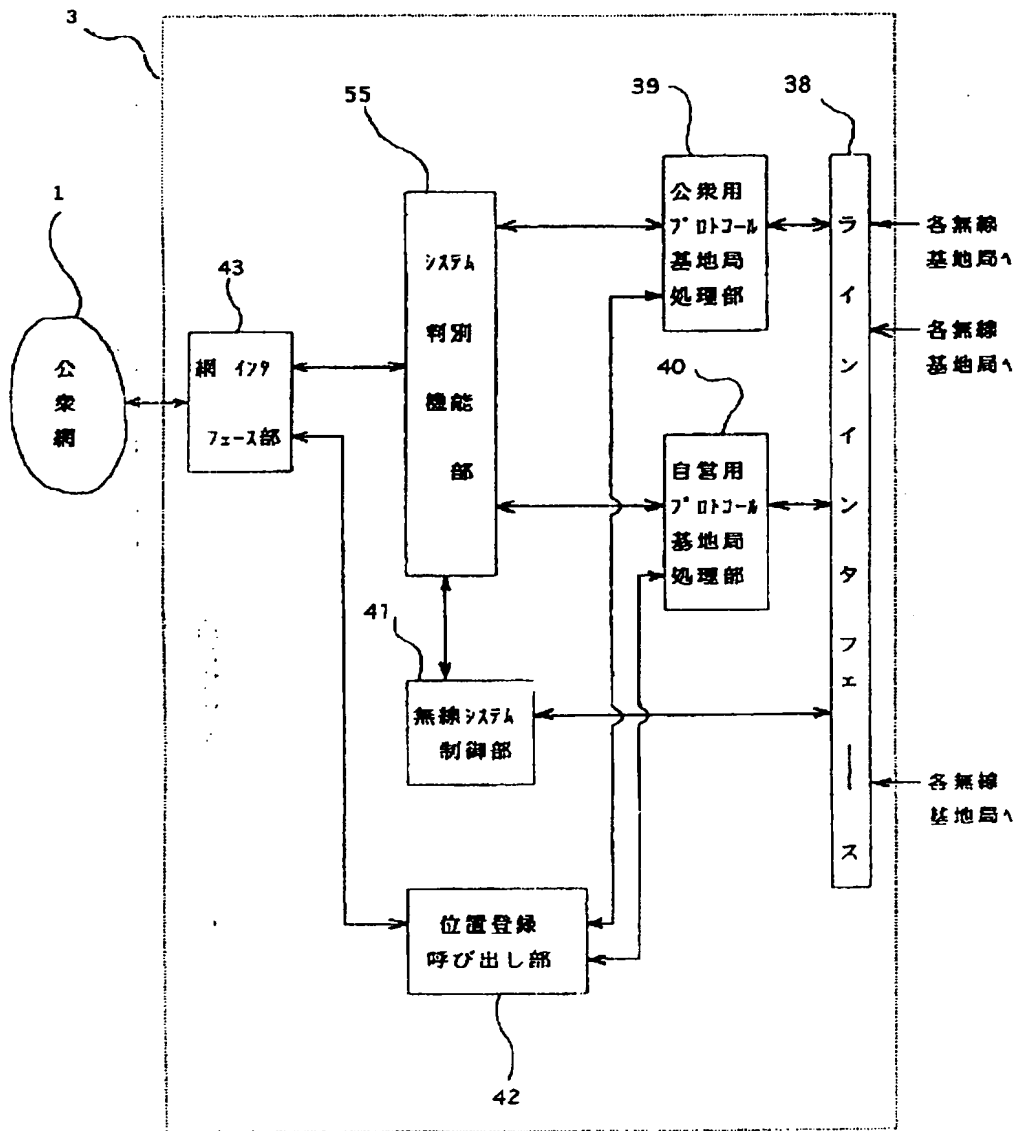 3
55
39
38
1
43
41
40
42
公衆網
網 インタ
フェース部
システム
判別
機能
部
公衆用
プロトコール
基地局
処理部
自営用
プロトコール
基地局
処理部
無線システム
制御部
位置登録
呼び出し部
ラインインタフェース
各無線
基地局へ
各無線
基地局へ
各無線
基地局へ